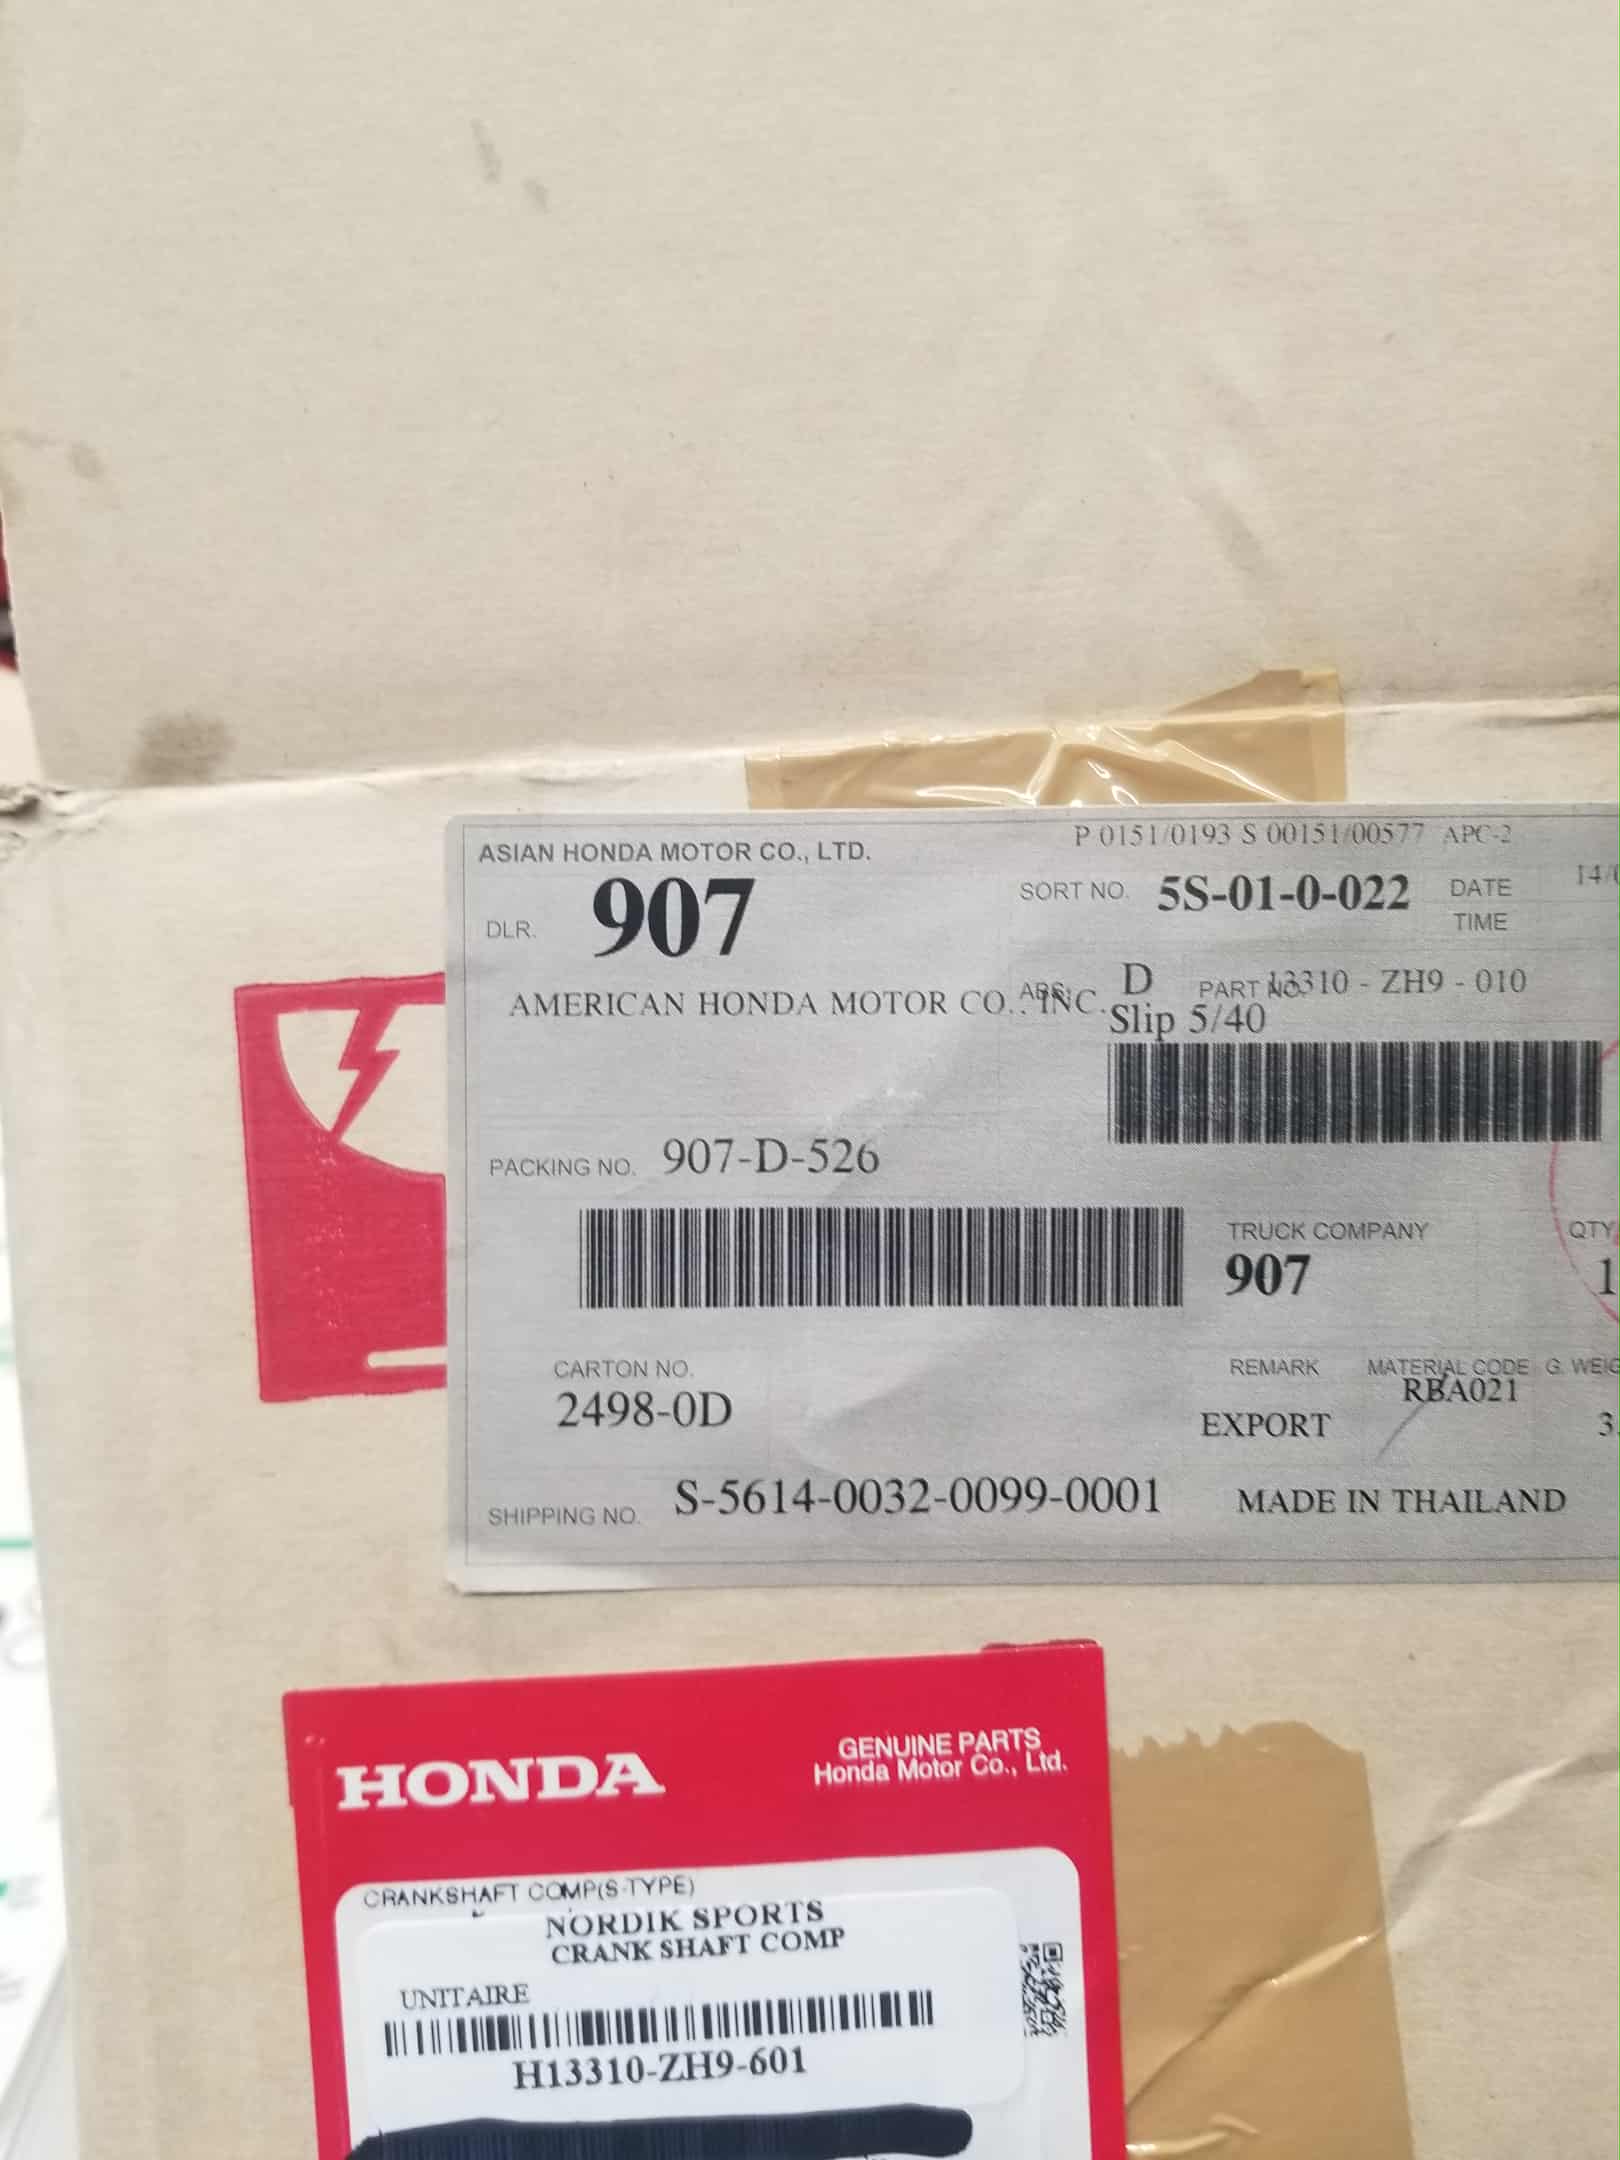 P 0151/0193 S 00151/00577 APC-2
ASIAN HONDA MOTOR CO., LTD.
DLR. 907
SORT NO. 5S-01-0-022 DATE
TIME
AMERICAN HONDA MOTOR CO., INC.
D PART NO. 13310 - ZH9 - 010
Slip 5/40
PACKING NO. 907-D-526
TRUCK COMPANY QTY
907 1
CARTON NO.
2498-0D
REMARK MATERIAL CODE G.
RBA021
EXPORT
SHIPPING NO. S-5614-0032-0099-0001 MADE IN THAILAND
HONDA
GENUINE PARTS
Honda Motor Co., Ltd.
CRANKSHAFT COMP(S-TYPE)
NORDIK SPORTS
CRANK SHAFT COMP
UNITAIRE
H13310-ZH9-601